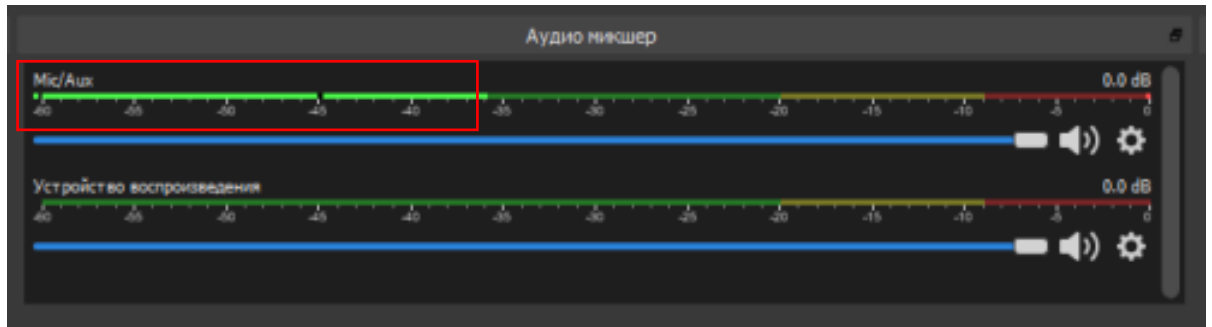 Аудио микшер
Mic/Aux 0.0 dB
-60 -55 -50 -45 -40 -35 -30 -25 -20 -15 -10 -5 0
Устройство воспроизведения 0.0 dB
-60 -55 -50 -45 -40 -35 -30 -25 -20 -15 -10 -5 0